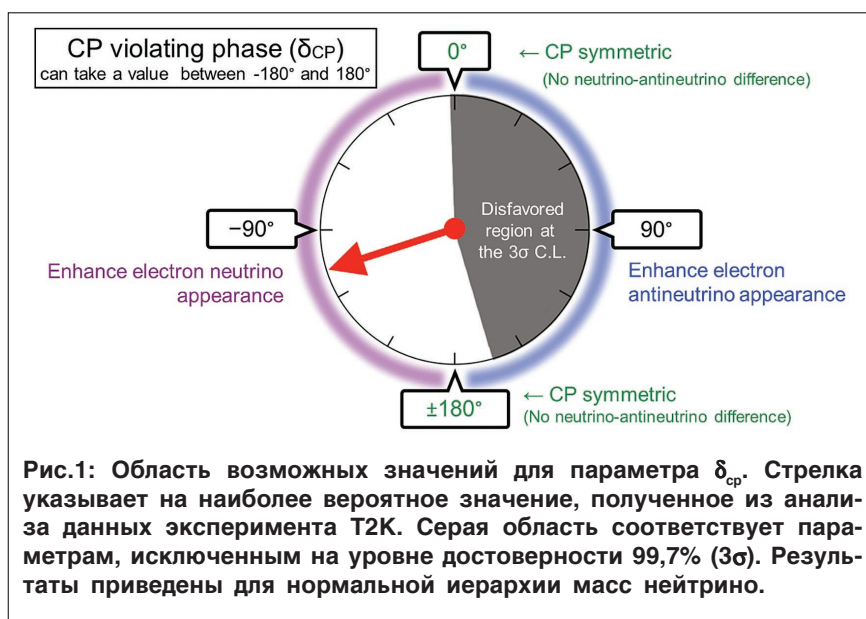 CP violating phase (δCP)
can take a value between -180° and 180°
0°
← CP symmetric
(No neutrino-antineutrino difference)
−90°
Disfavored
region at
the 3σ C.L.
90°
Enhance electron neutrino
appearance
Enhance electron
antineutrino appearance
±180°
← CP symmetric
(No neutrino-antineutrino difference)
Рис.1: Область возможных значений для параметра δcp. Стрелка
указывает на наиболее вероятное значение, полученное из анали-
за данных эксперимента T2K. Серая область соответствует пара-
метрам, исключенным на уровне достоверности 99,7% (3σ). Резуль-
таты приведены для нормальной иерархии масс нейтрино.